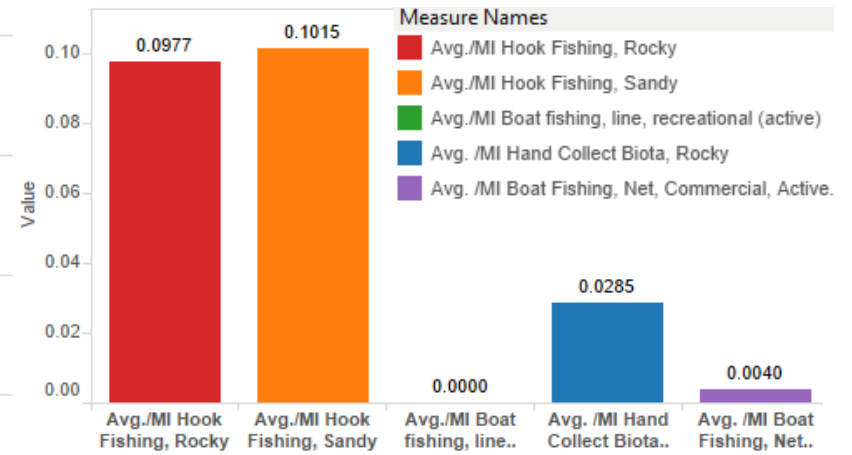 Measure Names
Avg./MI Hook Fishing, Rocky
Avg./MI Hook Fishing, Sandy
Avg./MI Boat fishing, line, recreational (active)
Avg. /MI Hand Collect Biota, Rocky
Avg. /MI Boat Fishing, Net, Commercial, Active.
Value
0.10
0.08
0.06
0.04
0.02
0.00
0.0977
0.1015
0.0000
0.0285
0.0040
Avg./MI Hook
Fishing, Rocky
Avg./MI Hook
Fishing, Sandy
Avg./MI Boat
fishing, line..
Avg. /MI Hand
Collect Biota..
Avg. /MI Boat
Fishing, Net..